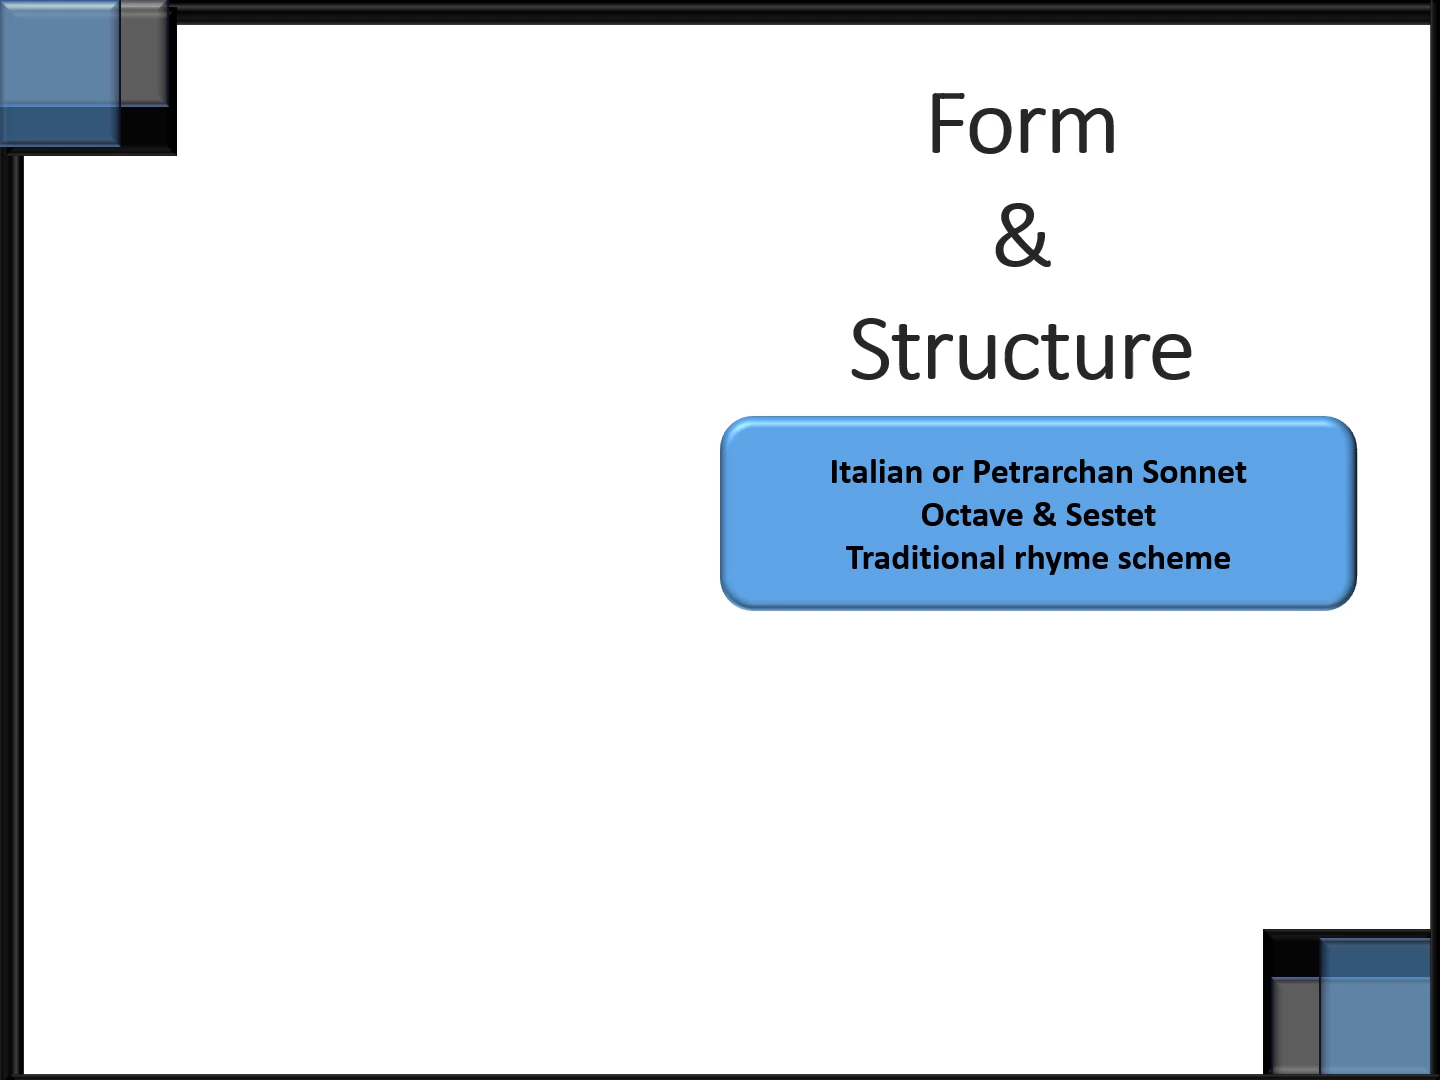 Form
&
Structure
Italian or Petrarchan Sonnet
Octave & Sestet
Traditional rhyme scheme